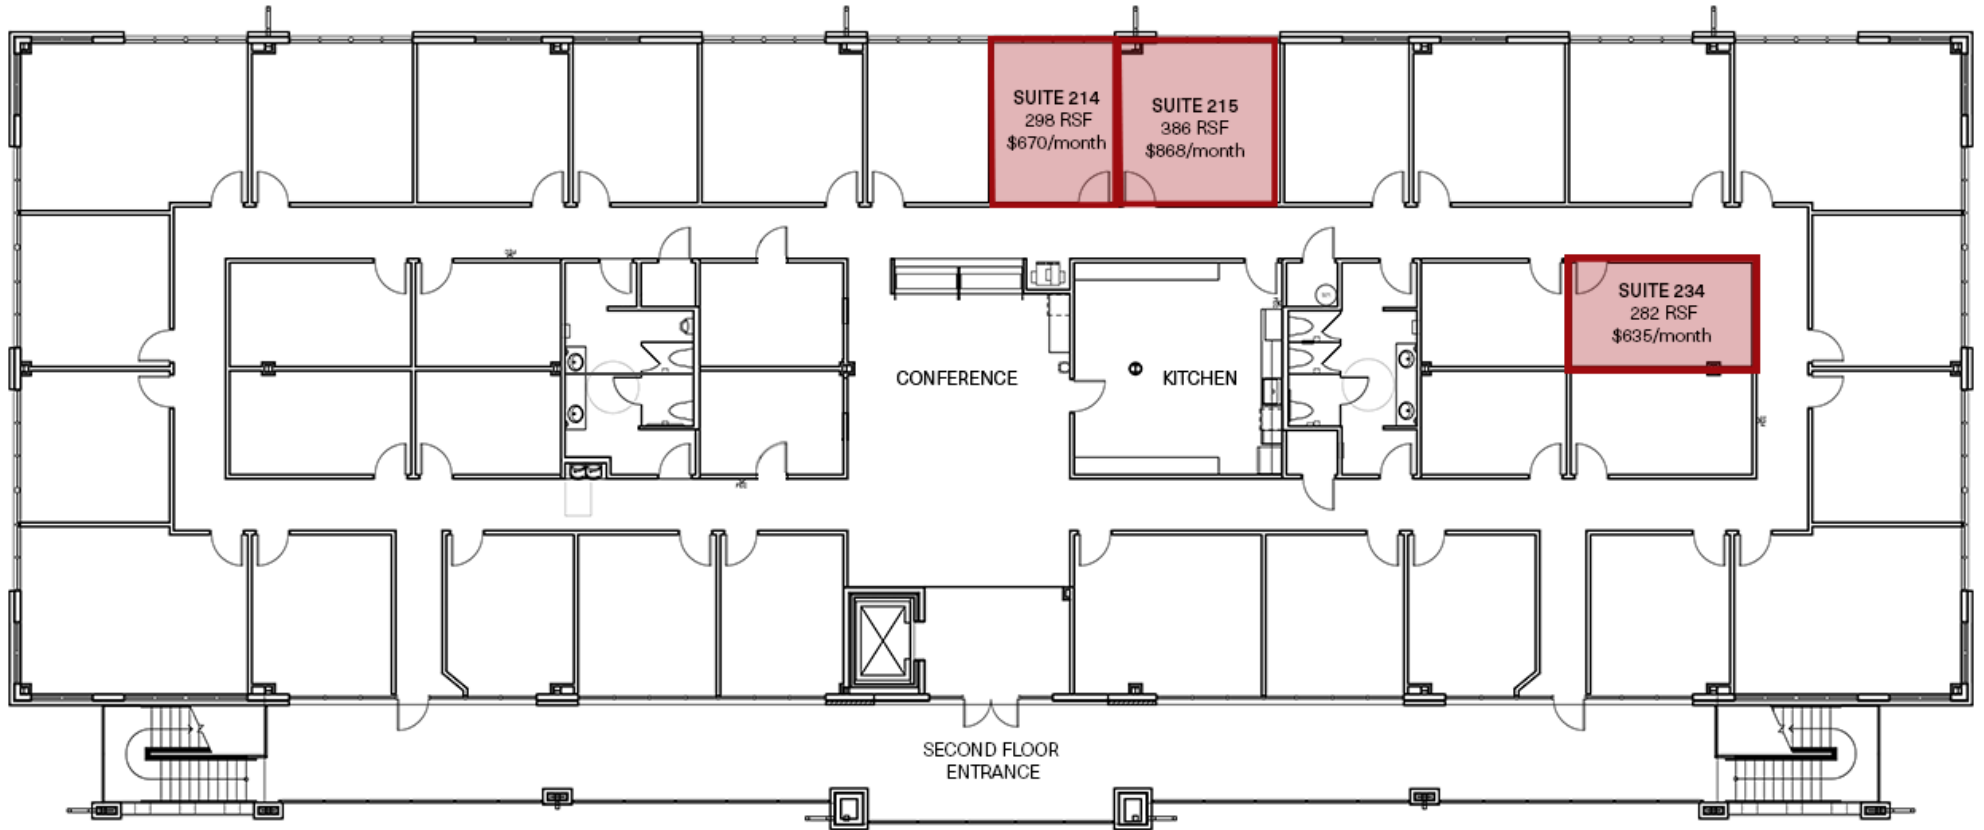 SUITE 214
298 RSF
$670/month
SUITE 215
386 RSF
$868/month
SUITE 234
282 RSF
$635/month
CONFERENCE
KITCHEN
SECOND FLOOR
ENTRANCE